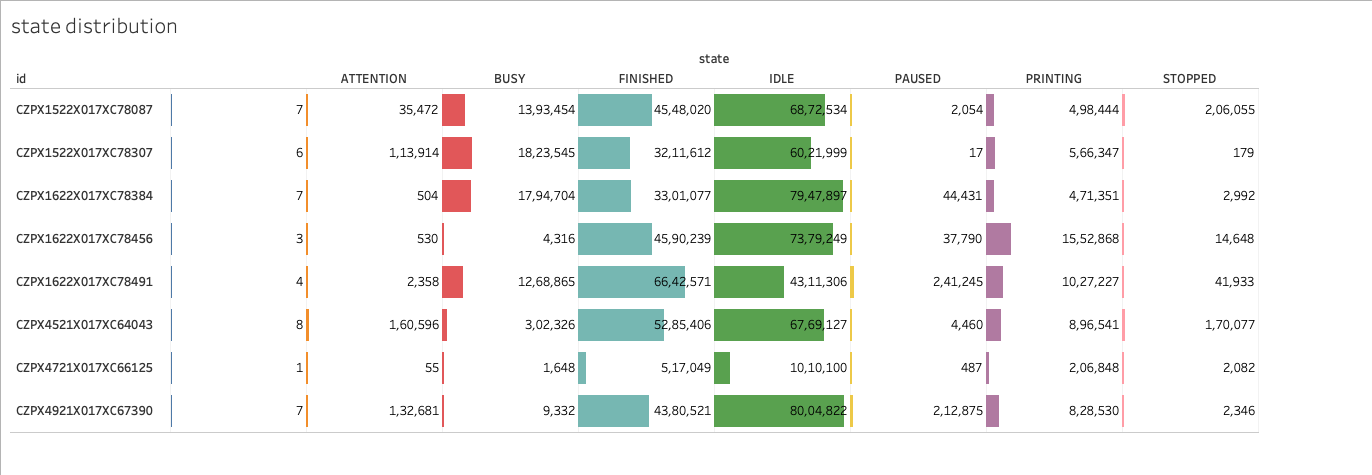 state distribution
state
id ATTENTION BUSY FINISHED IDLE PAUSED PRINTING STOPPED
CZPX1522X017XC78087 7 35,472 13,93,454 45,48,020 68,72,534 2,054 4,98,444 2,06,055
CZPX1522X017XC78307 6 1,13,914 18,23,545 32,11,612 60,21,999 17 5,66,347 179
CZPX1622X017XC78384 7 504 17,94,704 33,01,077 79,47,897 44,431 4,71,351 2,992
CZPX1622X017XC78456 3 530 4,316 45,90,239 73,79,249 37,790 15,52,868 14,648
CZPX1622X017XC78491 4 2,358 12,68,865 66,42,571 43,11,306 2,41,245 10,27,227 41,933
CZPX4521X017XC64043 8 1,60,596 3,02,326 52,85,406 67,69,127 4,460 8,96,541 1,70,077
CZPX4721X017XC66125 1 55 1,648 5,17,049 10,10,100 487 2,06,848 2,082
CZPX4921X017XC67390 7 1,32,681 9,332 43,80,521 80,04,822 2,12,875 8,28,530 2,346